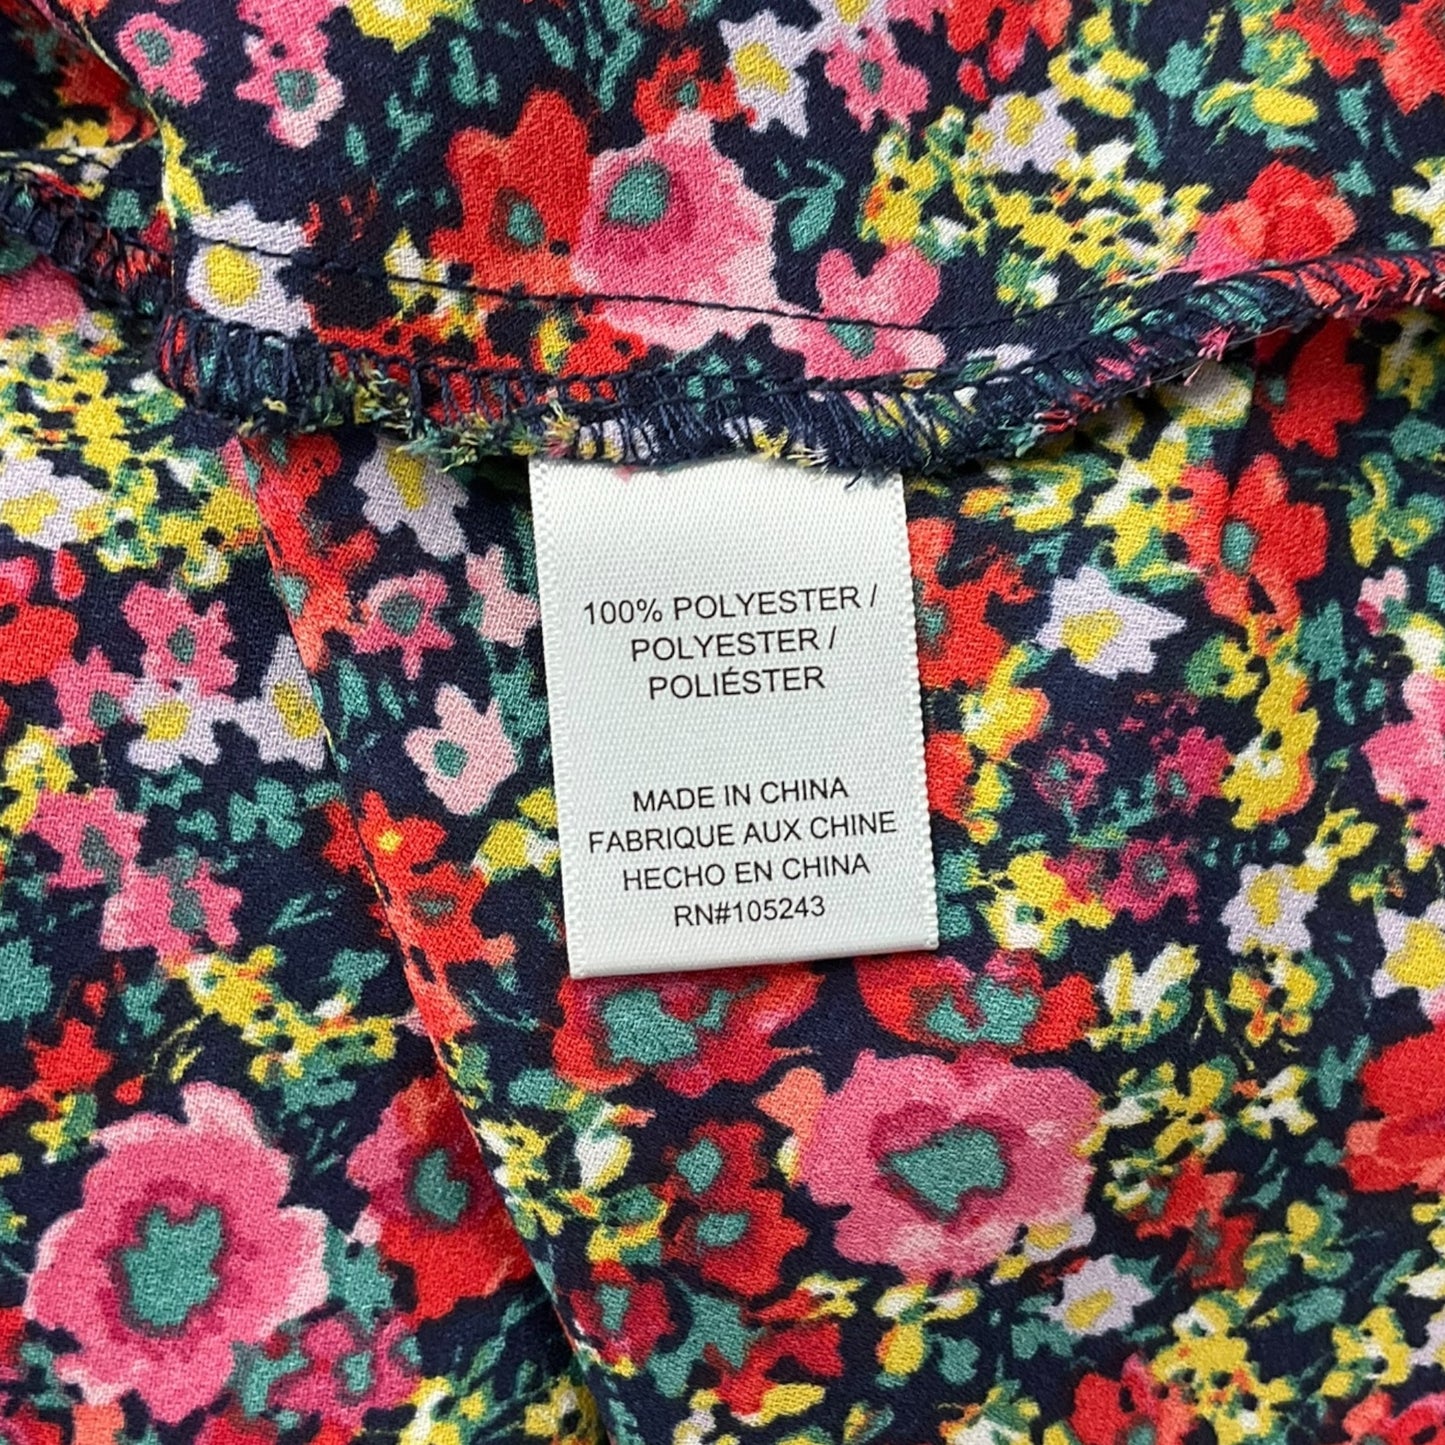 100% POLYESTER /
POLYESTER /
POLIÉSTER
MADE IN CHINA
FABRIQUE AUX CHINE
HECHO EN CHINA
RN#105243